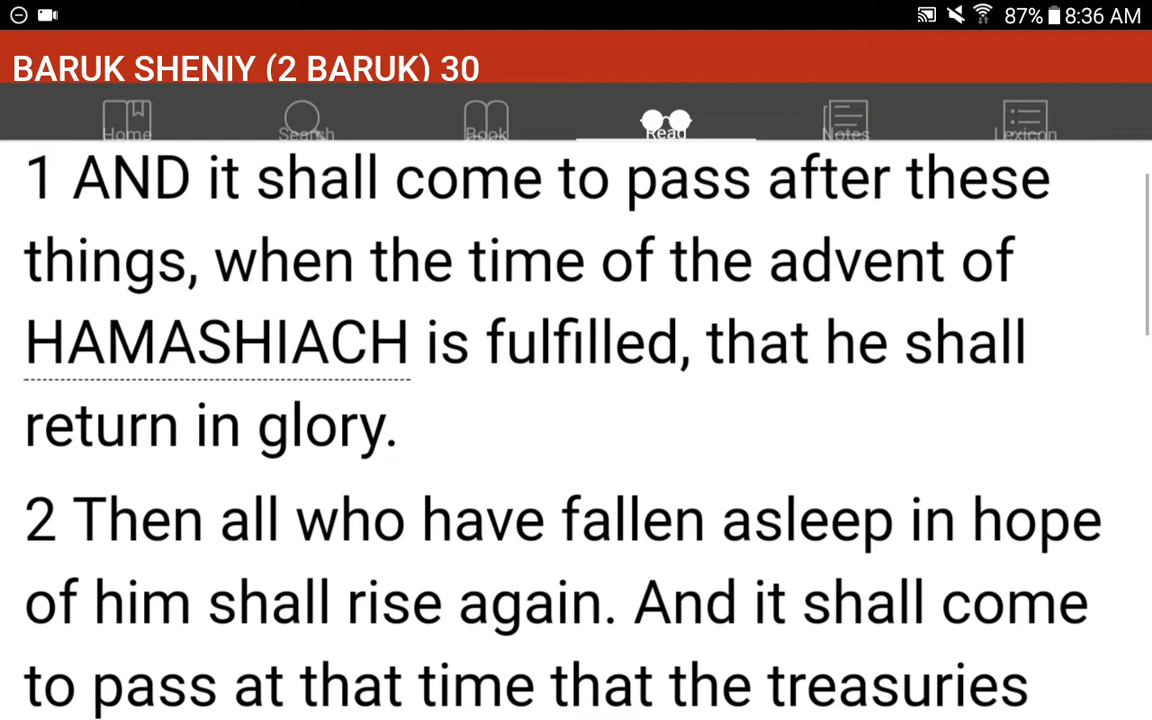 87% 8:36 AM
BARUK SHENIY (2 BARUK) 30
Home Search Book Read Notes Lexicon
1 AND it shall come to pass after these
things, when the time of the advent of
HAMASHIACH is fulfilled, that he shall
return in glory.
2 Then all who have fallen asleep in hope
of him shall rise again. And it shall come
to pass at that time that the treasuries